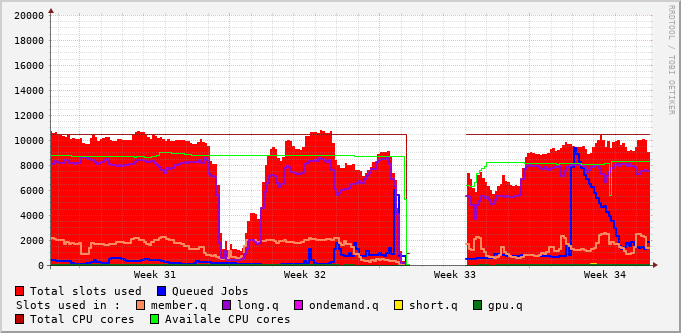 20000
18000
16000
14000
12000
10000
8000
6000
4000
2000
0
Week 31 Week 32 Week 33 Week 34
RRDTOOL / TOBI OETIKER
Total slots used Queued Jobs
Slots used in : member.q long.q ondemand.q short.q gpu.q
Total CPU cores Availale CPU cores